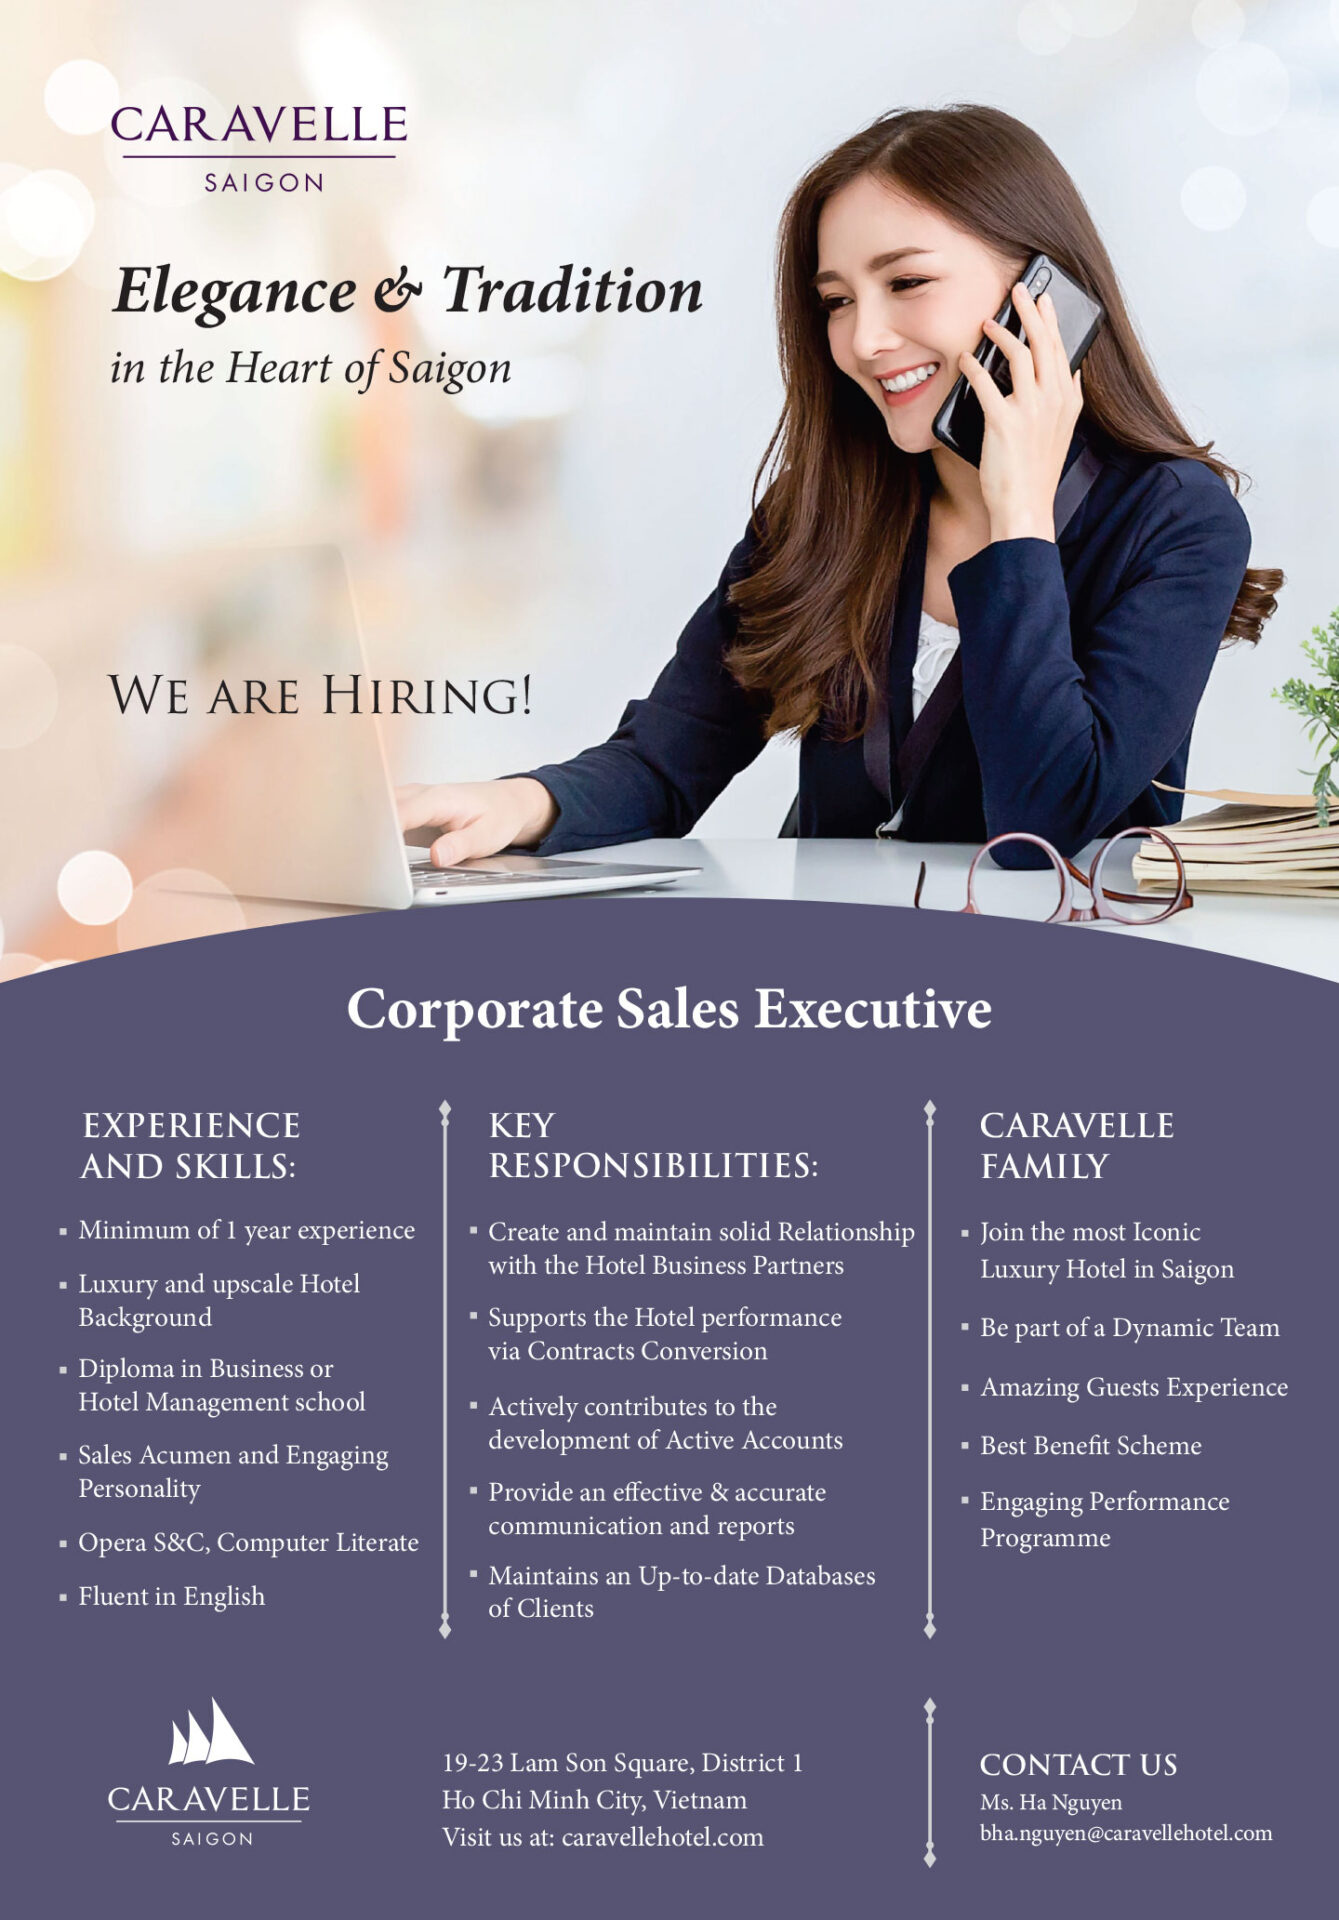 CARAVELLE
SAIGON
Elegance & Tradition
in the Heart of Saigon
WE ARE HIRING!
Corporate Sales Executive
EXPERIENCE
AND SKILLS:
▪ Minimum of 1 year experience
▪ Luxury and upscale Hotel
Background
▪ Diploma in Business or
Hotel Management school
▪ Sales Acumen and Engaging
Personality
▪ Opera S&C, Computer Literate
▪ Fluent in English
KEY
RESPONSIBILITIES:
▪ Create and maintain solid Relationship
with the Hotel Business Partners
▪ Supports the Hotel performance
via Contracts Conversion
▪ Actively contributes to the
development of Active Accounts
▪ Provide an effective & accurate
communication and reports
▪ Maintains an Up-to-date Databases
of Clients
CARAVELLE
FAMILY
▪ Join the most Iconic
Luxury Hotel in Saigon
▪ Be part of a Dynamic Team
▪ Amazing Guests Experience
▪ Best Benefit Scheme
▪ Engaging Performance
Programme
CARAVELLE
SAIGON
19-23 Lam Son Square, District 1
Ho Chi Minh City, Vietnam
Visit us at: caravellehotel.com
CONTACT US
Ms. Ha Nguyen
bha.nguyen@caravellehotel.com